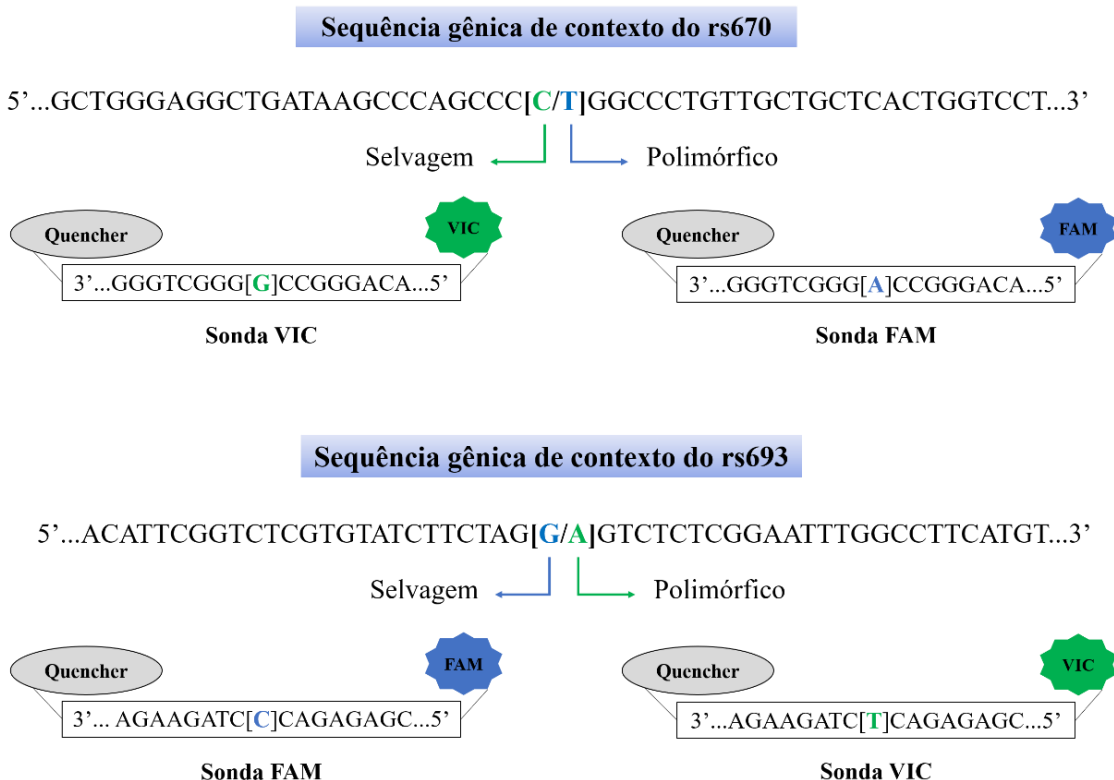 Sequência gênica de contexto do rs670
5’...GCTGGGAGGCTGATAAGCCCAGCCC[C/T]GGCCCTGTTGCTGCTCACTGGTCCT...3’
Selvagem Polimórfico
Quencher VIC Quencher FAM
3’...GGGTCGGG[G]CCGGGACA...5’ 3’...GGGTCGGG[A]CCGGGACA...5’
Sonda VIC Sonda FAM
Sequência gênica de contexto do rs693
5’...ACATTCGGTCTCGTGTATCTTCTAG[G/A]GTCTCTCGGAATTTGGCCTTCATGT...3’
Selvagem Polimórfico
Quencher FAM Quencher VIC
3’... AGAAGATC[C]CAGAGAGC...5’ 3’...AGAAGATC[T]CAGAGAGC...5’
Sonda FAM Sonda VIC